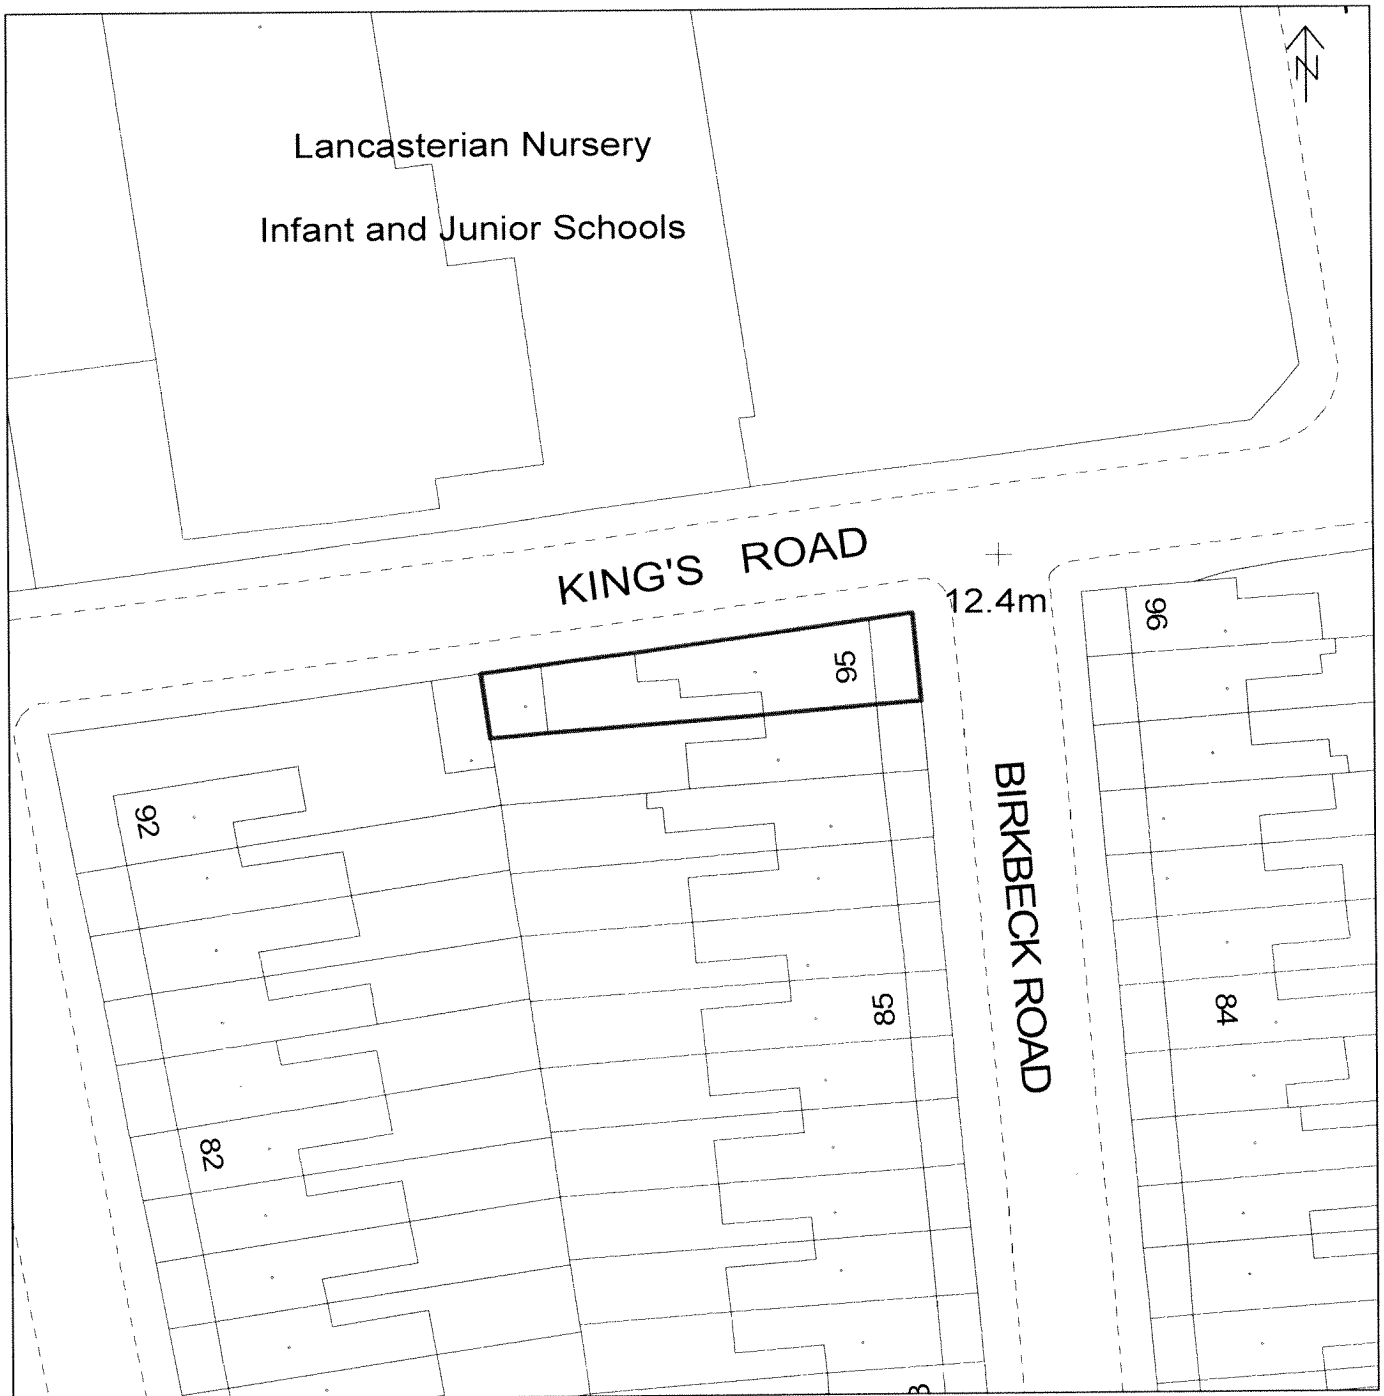 N
Lancasterian Nursery
Infant and Junior Schools
KING'S ROAD
12.4m
96
95
BIRKBECK ROAD
92
85
84
82